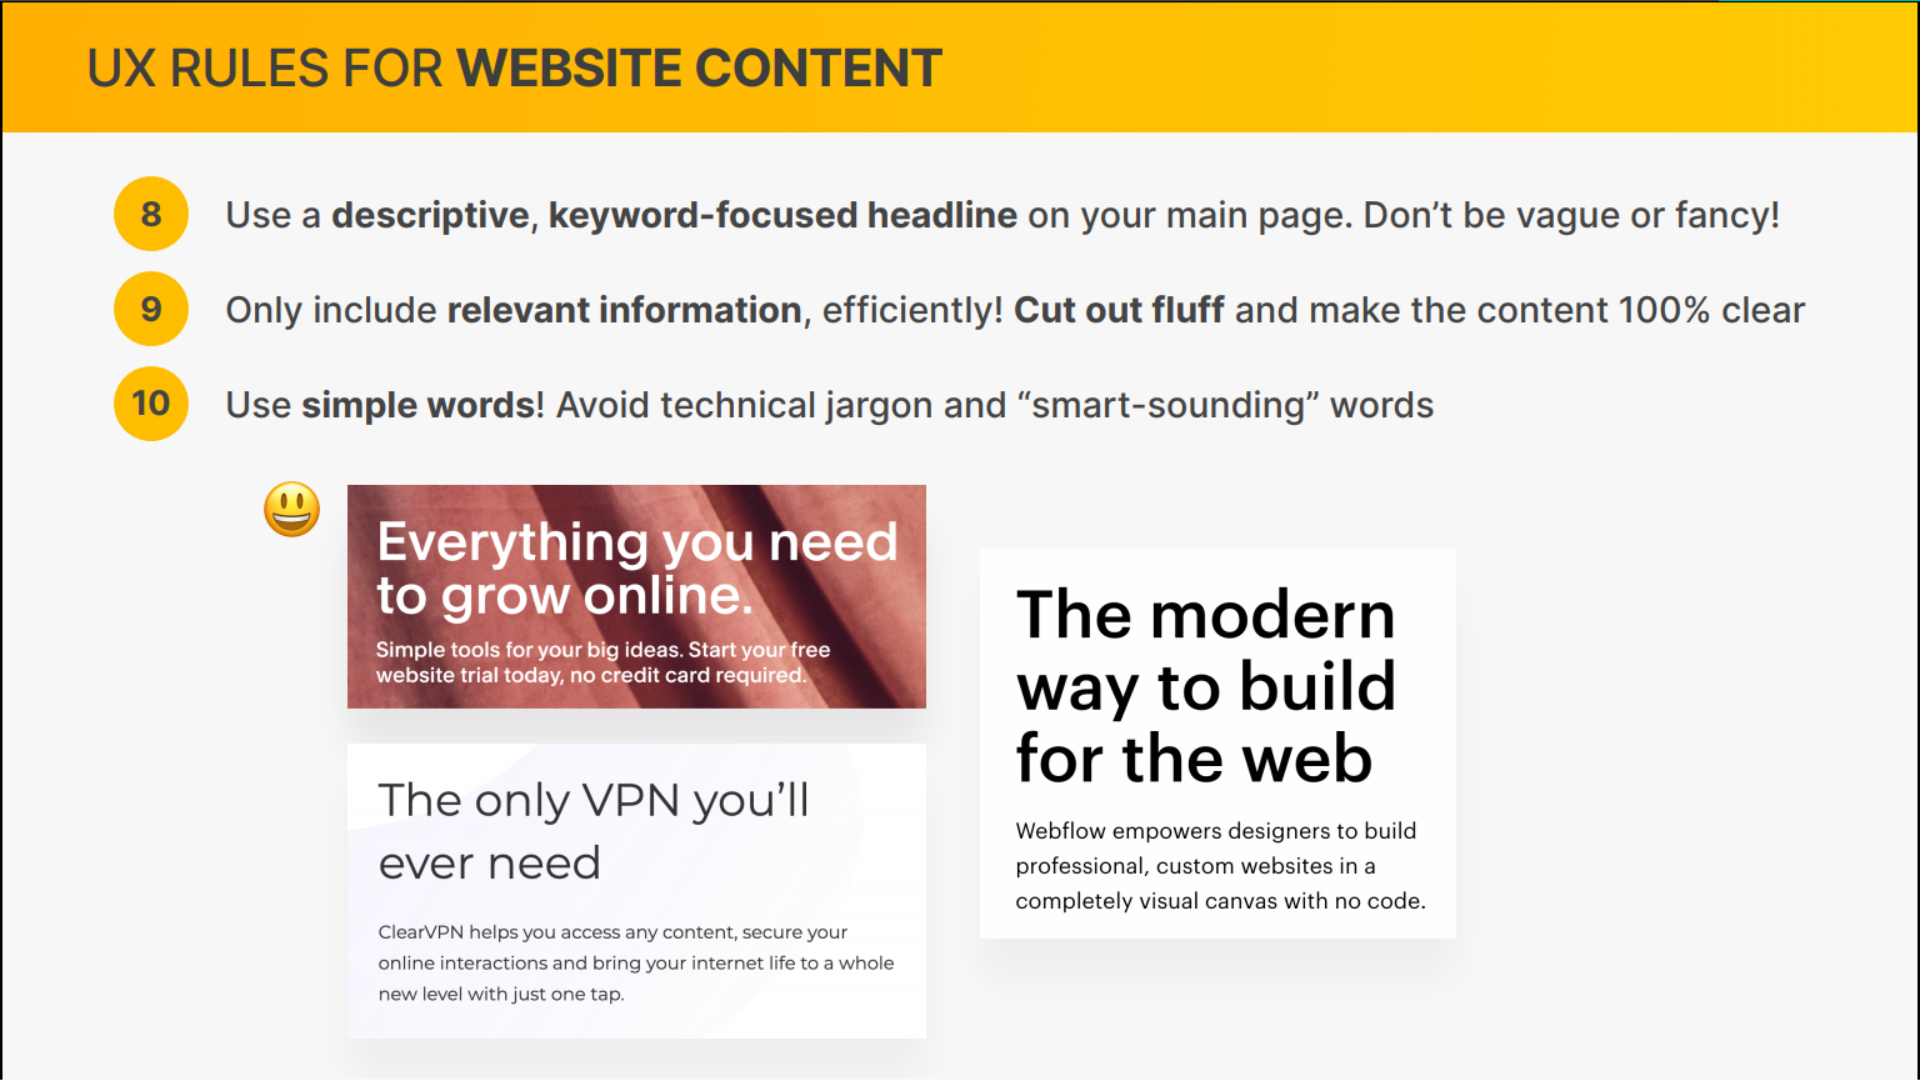 UX RULES FOR WEBSITE CONTENT
8
Use a descriptive, keyword-focused headline on your main page. Don’t be vague or fancy!
9
Only include relevant information, efficiently! Cut out fluff and make the content 100% clear
10
Use simple words! Avoid technical jargon and “smart-sounding” words
Everything you need
to grow online.
Simple tools for your big ideas. Start your free
website trial today, no credit card required.
The only VPN you’ll
ever need
ClearVPN helps you access any content, secure your
online interactions and bring your internet life to a whole
new level with just one tap.
The modern
way to build
for the web
Webflow empowers designers to build
professional, custom websites in a
completely visual canvas with no code.